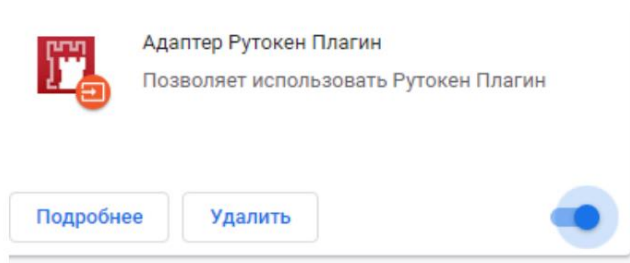 Адаптер Рутокен Плагин
Позволяет использовать Рутокен Плагин
Подробнее
Удалить